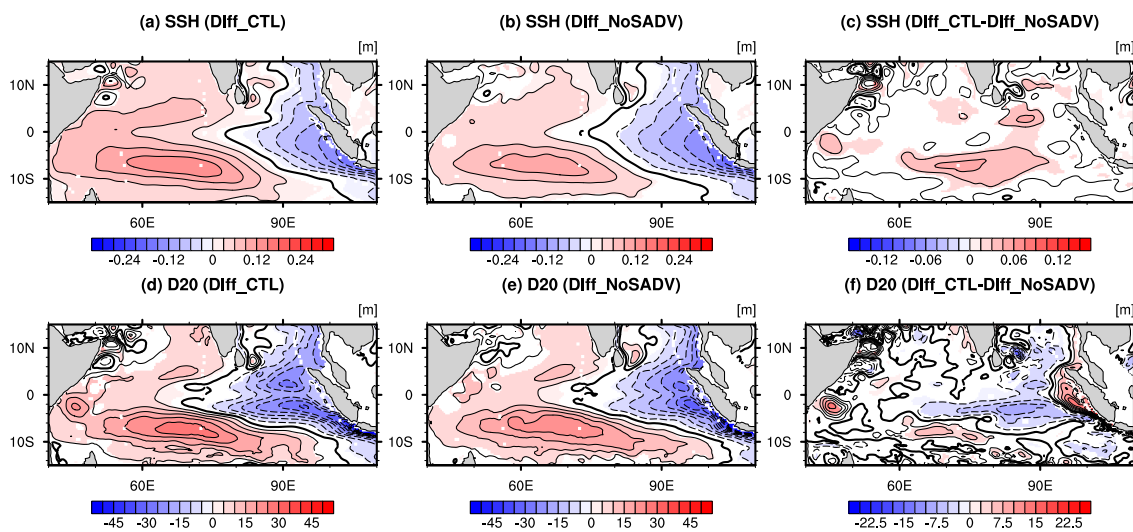 (a) SSH (DIff_CTL)
(b) SSH (DIff_NoSADV)
(c) SSH (DIff_CTL-DIff_NoSADV)
[m]
[m]
[m]
10N
0
10S
10N
0
10S
10N
0
10S
60E
90E
60E
90E
60E
90E
-0.24 -0.12 0 0.12 0.24
-0.24 -0.12 0 0.12 0.24
-0.12 -0.06 0 0.06 0.12
(d) D20 (DIff_CTL)
(e) D20 (DIff_NoSADV)
(f) D20 (DIff_CTL-DIff_NoSADV)
[m]
[m]
[m]
10N
0
10S
10N
0
10S
10N
0
10S
60E
90E
60E
90E
60E
90E
-45 -30 -15 0 15 30 45
-45 -30 -15 0 15 30 45
-22.5 -15 -7.5 0 7.5 15 22.5